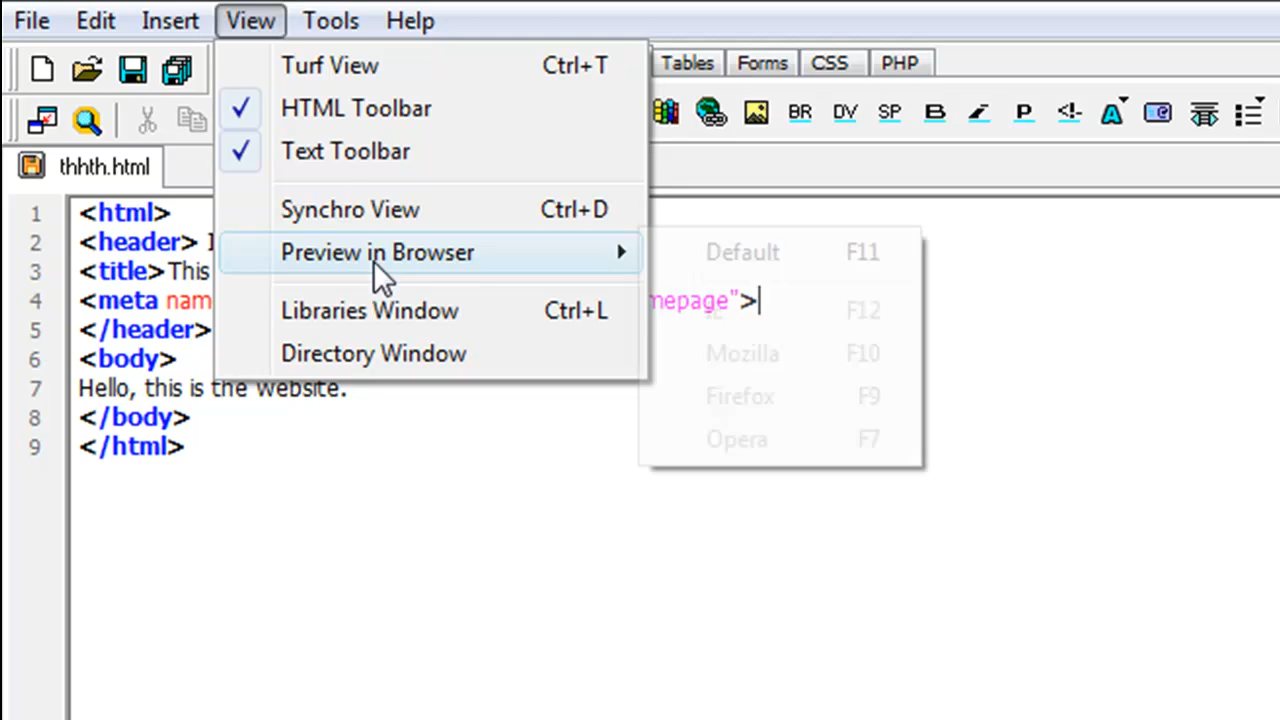 File Edit Insert View Tools Help
Turf View Ctrl+T
Tables Forms CSS PHP
HTML Toolbar
BR DV SP B P
Text Toolbar
thhth.html
Synchro View Ctrl+D
Preview in Browser
Libraries Window Ctrl+L
Directory Window
Default F11
F12
Mozilla F10
Firefox F9
Opera F7
1 <html>
2 <header>
3 <title>This
4 <meta nam mepage">
5 </header>
6 <body>
7 Hello, this is the website.
8 </body>
9 </html>